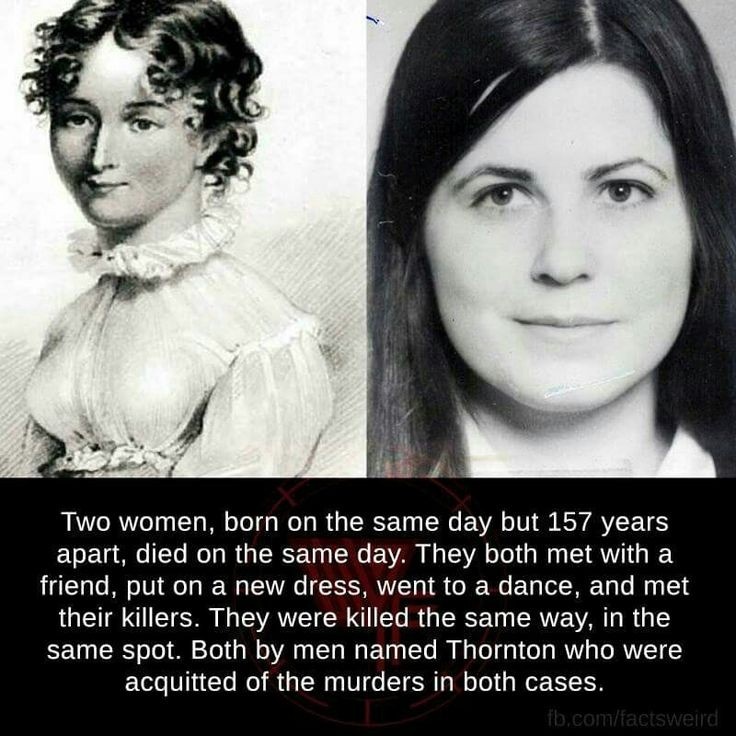 Two women, born on the same day but 157 years
apart, died on the same day. They both met with a
friend, put on a new dress, went to a dance, and met
their killers. They were killed the same way, in the
same spot. Both by men named Thornton who were
acquitted of the murders in both cases.
fb.com/factsweird